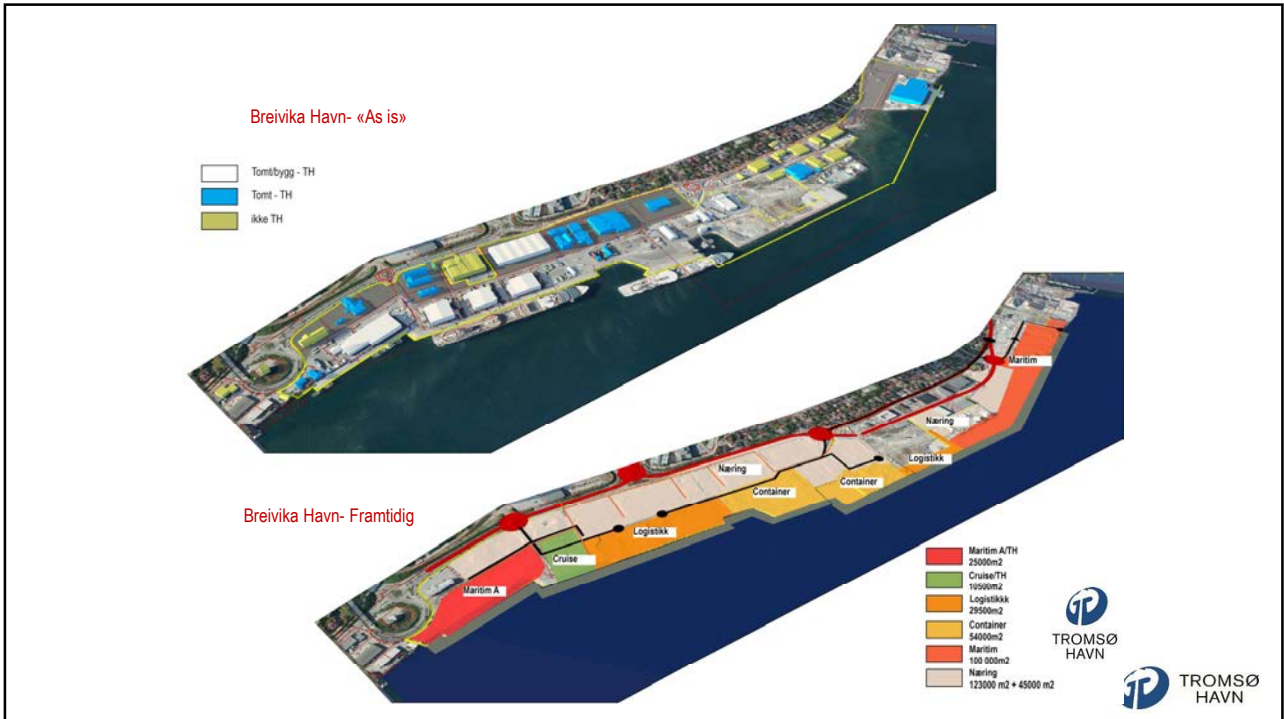 Breivika Havn- «As is»
Tomt/bygg - TH
Tomt - TH
ikke TH
Maritim
Næring
Logistikk
Container
Container
Næring
Logistikk
Cruise
Maritim A
Breivika Havn- Framtidig
Maritim A/TH
25000m2
Cruise/TH
10500m2
Logistikkk
29500m2
Container
54000m2
Maritim
100 000m2
Næring
123000 m2 + 45000 m2
TROMSØ
HAVN
TROMSØ
HAVN